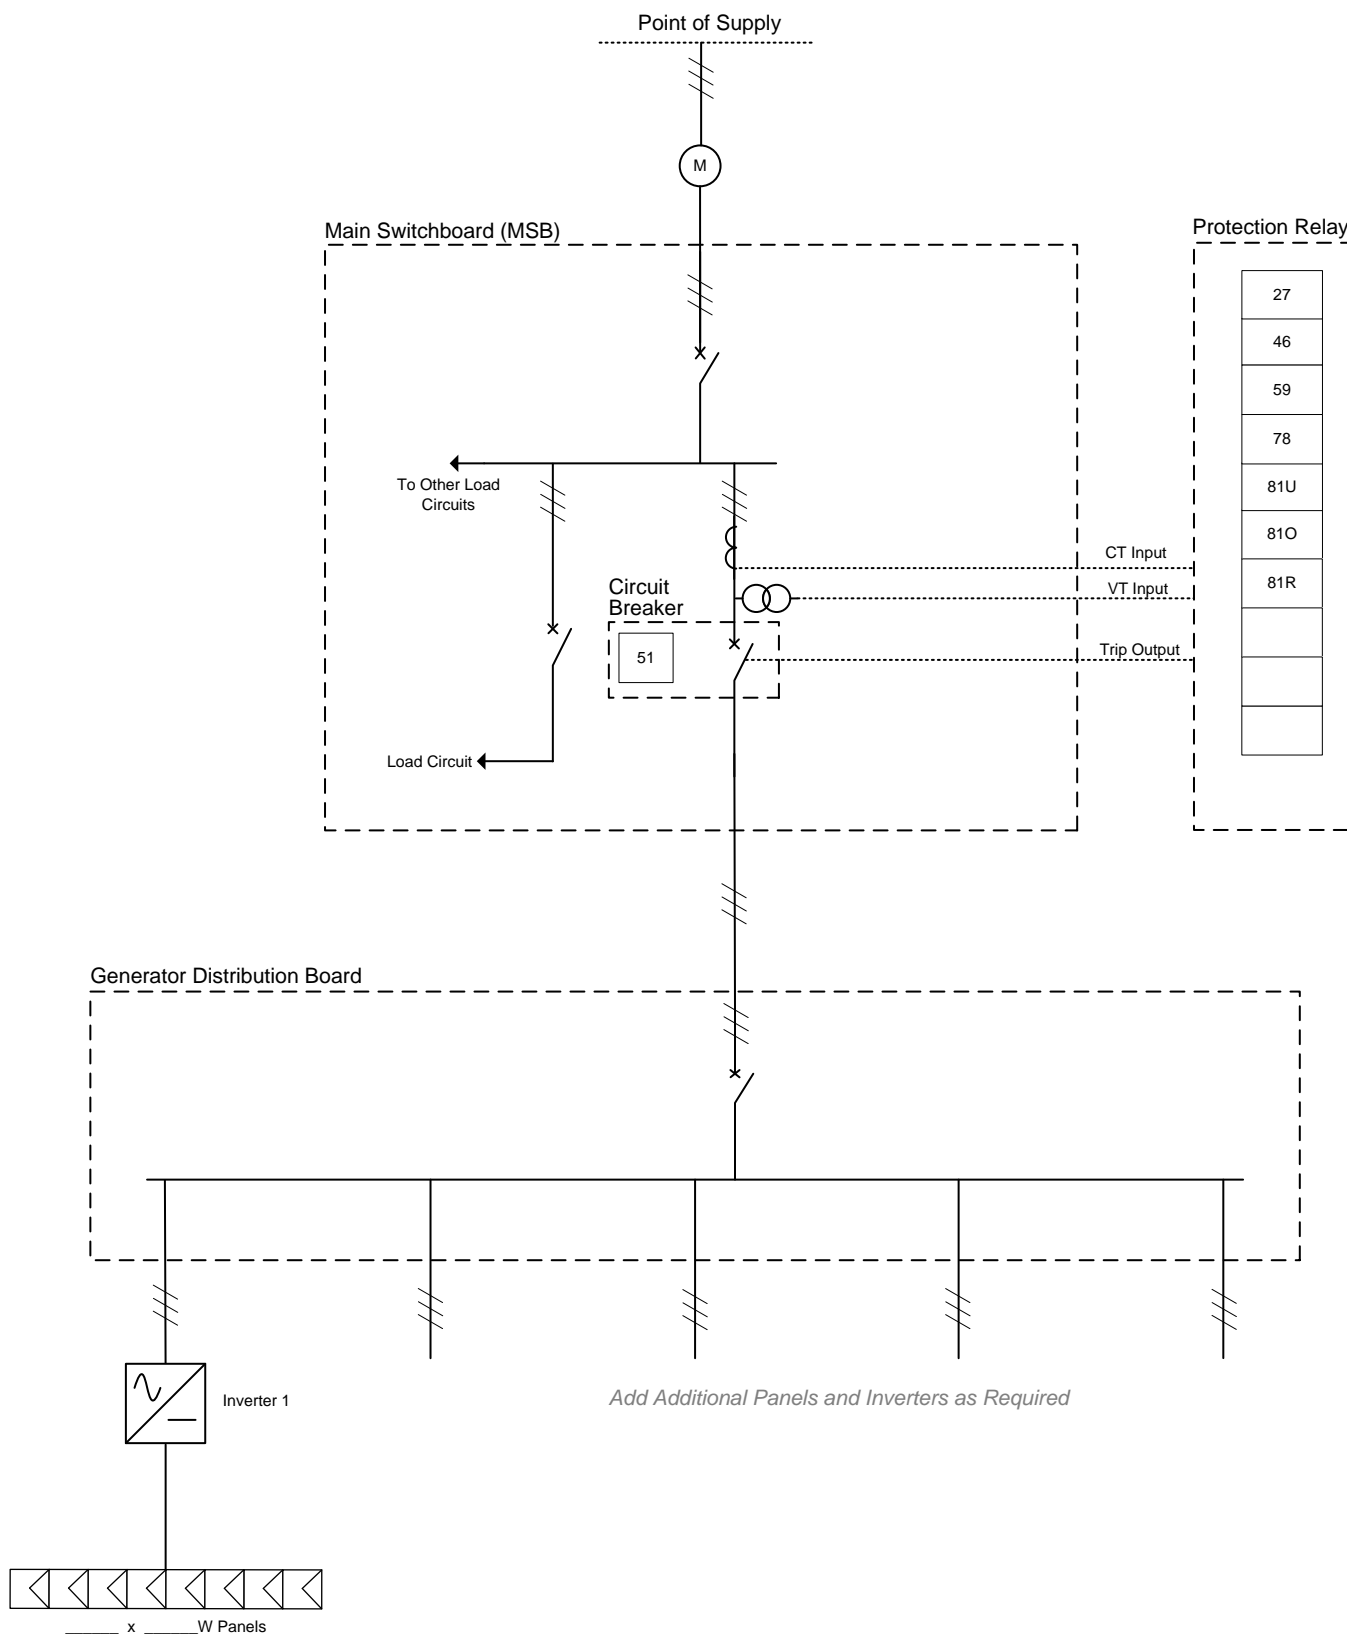 Point of Supply
M
Main Switchboard (MSB)
Protection Relay
27
46
59
78
81U
81O
81R
To Other Load
Circuits
CT Input
VT Input
Circuit
Breaker
51
Trip Output
Load Circuit
Generator Distribution Board
Inverter 1
Add Additional Panels and Inverters as Required
______ x ______W Panels